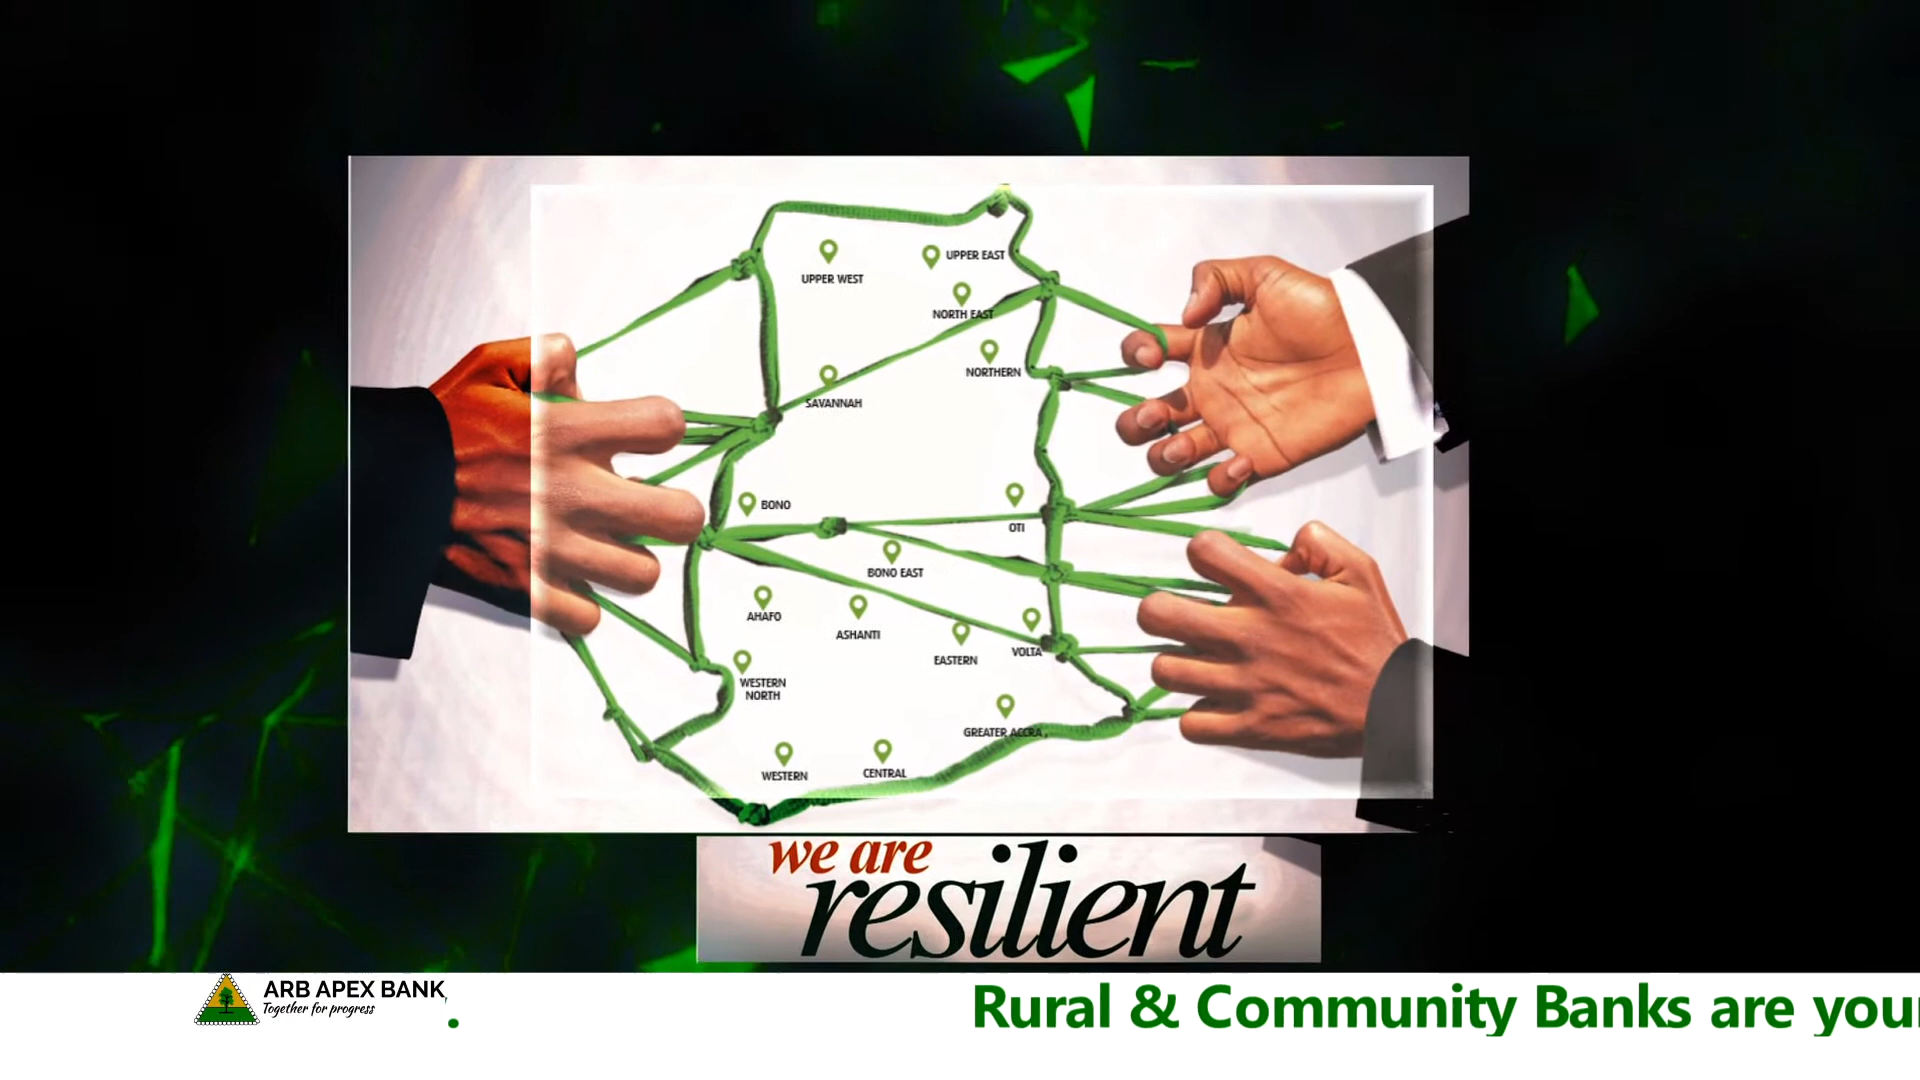 UPPER WEST
UPPER EAST
NORTH EAST
NORTHERN
SAVANNAH
BONO
OTI
BONO EAST
AHAFO
ASHANTI
EASTERN
VOLTA
WESTERN
NORTH
GREATER ACCRA
WESTERN
CENTRAL
we are
resilient
ARB APEX BANK
Together for progress
.
Rural & Community Banks are your